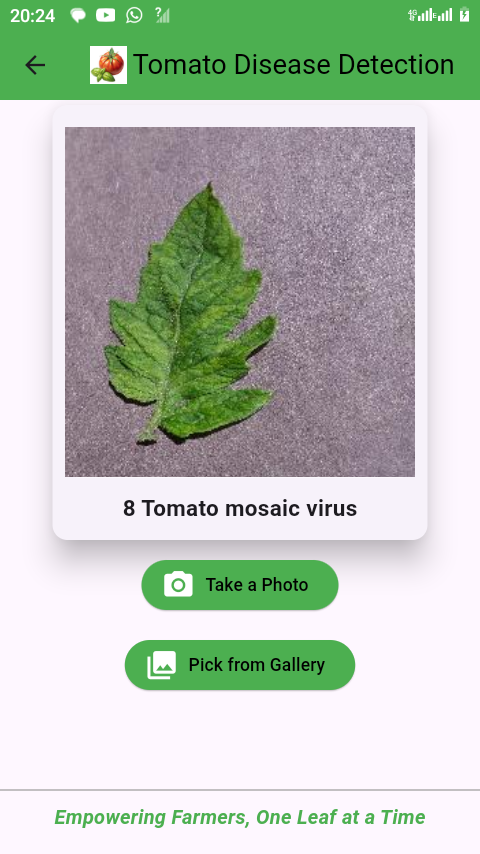 20:24
Tomato Disease Detection
8 Tomato mosaic virus
Take a Photo
Pick from Gallery
Empowering Farmers, One Leaf at a Time